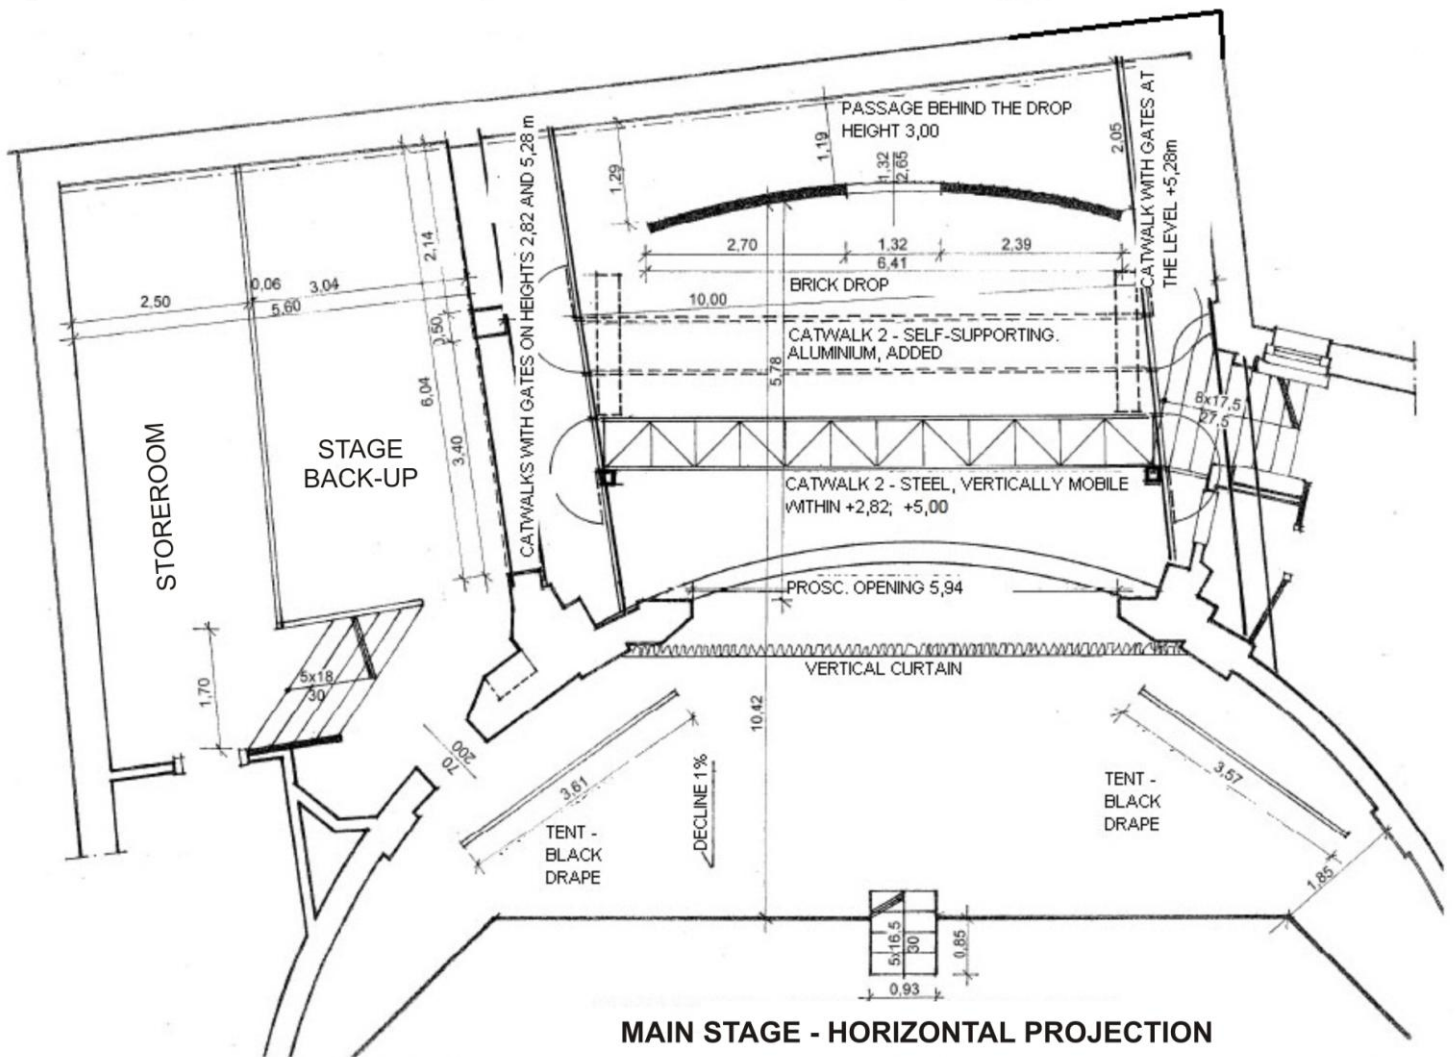 PASSAGE BEHIND THE DROP
HEIGHT 3,00
CATWALK WITH GATES AT
THE LEVEL +5,28m
CATWALKS WITH GATES ON HEIGHTS 2,82 AND 5,28 m
1,19
2,05
1,29
1,32
2,65
2,14
2,70
1,32
2,39
6,41
BRICK DROP
0,06
3,04
2,50
5,60
10,00
0,50
CATWALK 2 - SELF-SUPPORTING.
ALUMINIUM, ADDED
5,78
6,04
8x17,5
27,5
STOREROOM
STAGE
BACK-UP
3,40
CATWALK 2 - STEEL, VERTICALLY MOBILE
WITHIN +2,82; +5,00
PROSC. OPENING 5,94
VERTICAL CURTAIN
1,70
5x18
30
10,42
70
200
3,61
DECLINE 1%
3,57
TENT -
BLACK
DRAPE
TENT -
BLACK
DRAPE
1,85
5x16,5
30
0,85
0,93
MAIN STAGE - HORIZONTAL PROJECTION